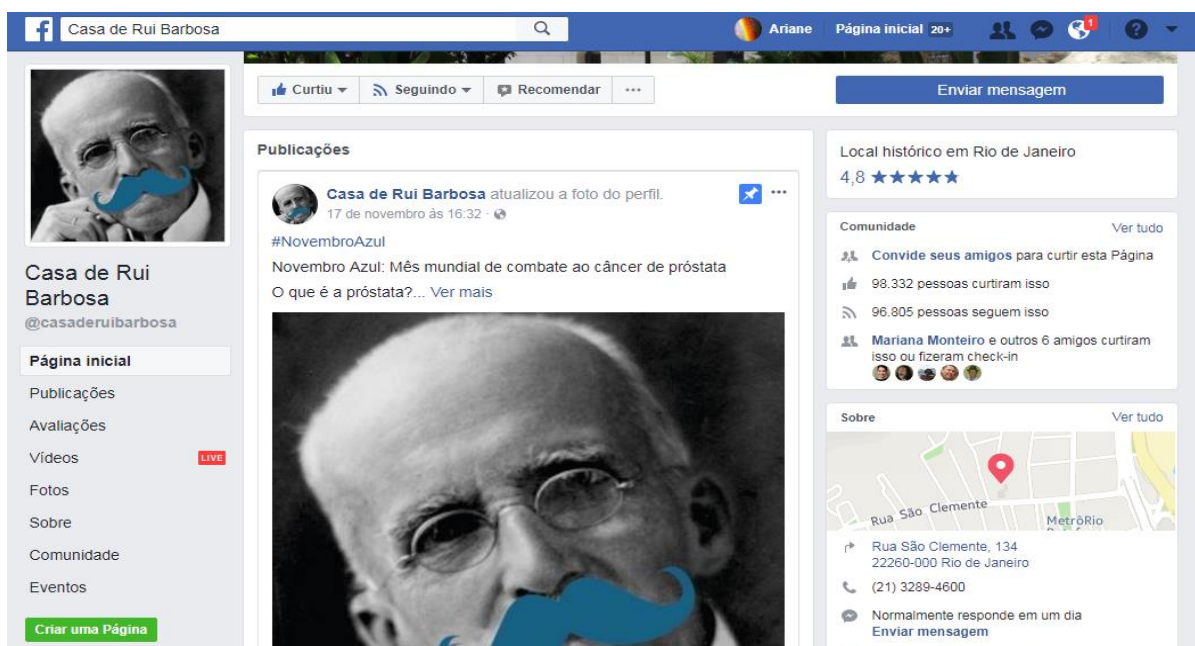 Casa de Rui Barbosa
Ariane
Página inicial 20+
1
Curtiu
Seguindo
Recomendar
Enviar mensagem
Casa de Rui
Barbosa
@casaderuibarbosa
Página inicial
Publicações
Avaliações
Vídeos
LIVE
Fotos
Sobre
Comunidade
Eventos
Criar uma Página
Publicações
Casa de Rui Barbosa atualizou a foto do perfil.
17 de novembro às 16:32
#NovembroAzul
Novembro Azul: Mês mundial de combate ao câncer de próstata
O que é a próstata?... Ver mais
Local histórico em Rio de Janeiro
4,8 ★★★★★
Comunidade
Ver tudo
Convide seus amigos para curtir esta Página
98.332 pessoas curtiram isso
96.805 pessoas seguem isso
Mariana Monteiro e outros 6 amigos curtiram
isso ou fizeram check-in
Sobre
Ver tudo
Rua São Clemente
MetrôRio
Rua São Clemente, 134
22260-000 Rio de Janeiro
(21) 3289-4600
Normalmente responde em um dia
Enviar mensagem